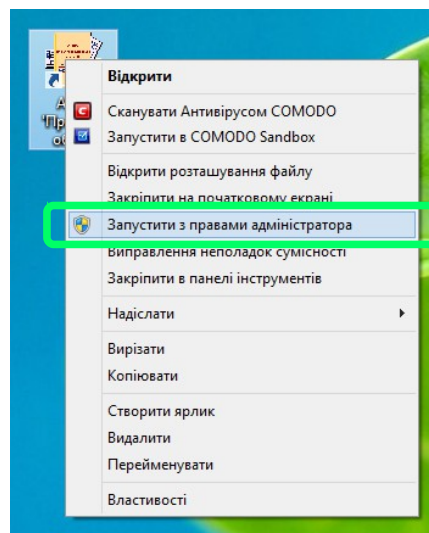 Відкрити
Сканувати Антивірусом COMODO
Запустити в COMODO Sandbox
Відкрити розташування файлу
Закріпити на початковому екрані
Запустити з правами адміністратора
Виправлення неполадок сумісності
Закріпити в панелі інструментів
Надіслати
Вирізати
Копіювати
Створити ярлик
Видалити
Перейменувати
Властивості